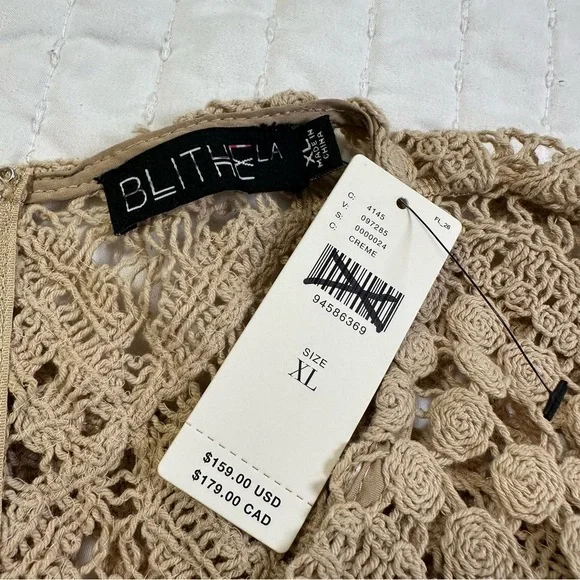 BLITHE LA
XL
MADE IN
CHINA
FL_26
C: 4145
V: 097285
S: 0000024
C: CREME
94586369
SIZE
XL
$159.00 USD
$179.00 CAD